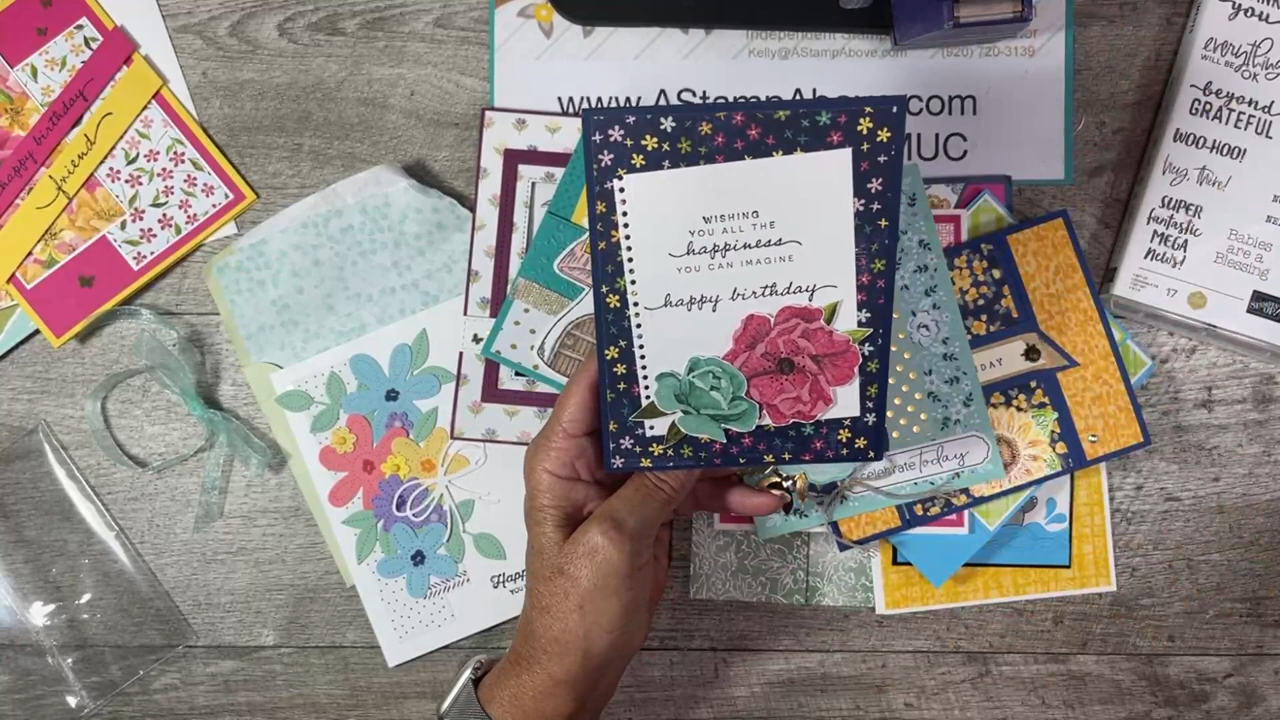 happy birthday
friend
Independent
Kelly@AStampAbove.com (920) 720-3139
www.AStampAbove.com
MUC
WISHING
YOU ALL THE
happiness
YOU CAN IMAGINE
happy birthday
celebrate today
you
everything
WILL BE OK
beyond
GRATEFUL
WOO-HOO!
hey, there!
SUPER
fantastic
MEGA
news!
Babies
are a
Blessing
17